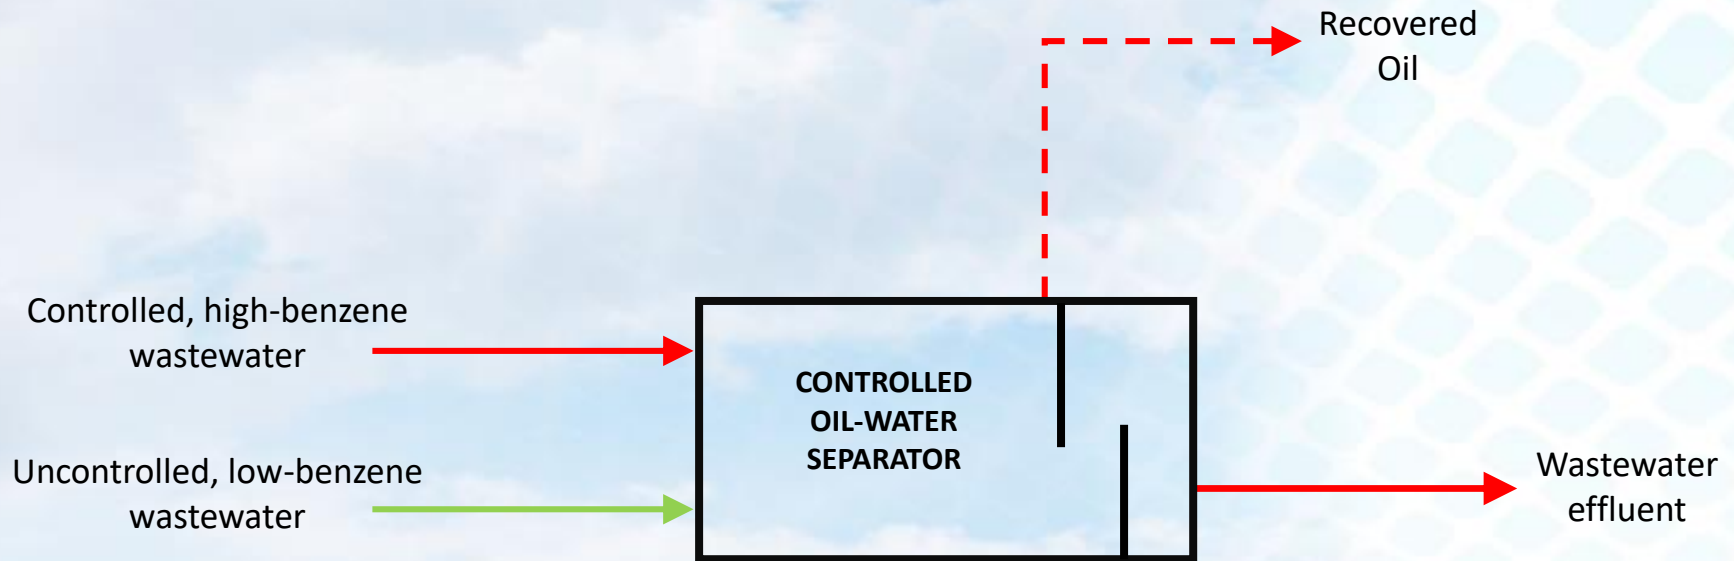 Recovered
Oil
Controlled, high-benzene
wastewater
CONTROLLED
OIL-WATER
SEPARATOR
Uncontrolled, low-benzene
wastewater
Wastewater
effluent